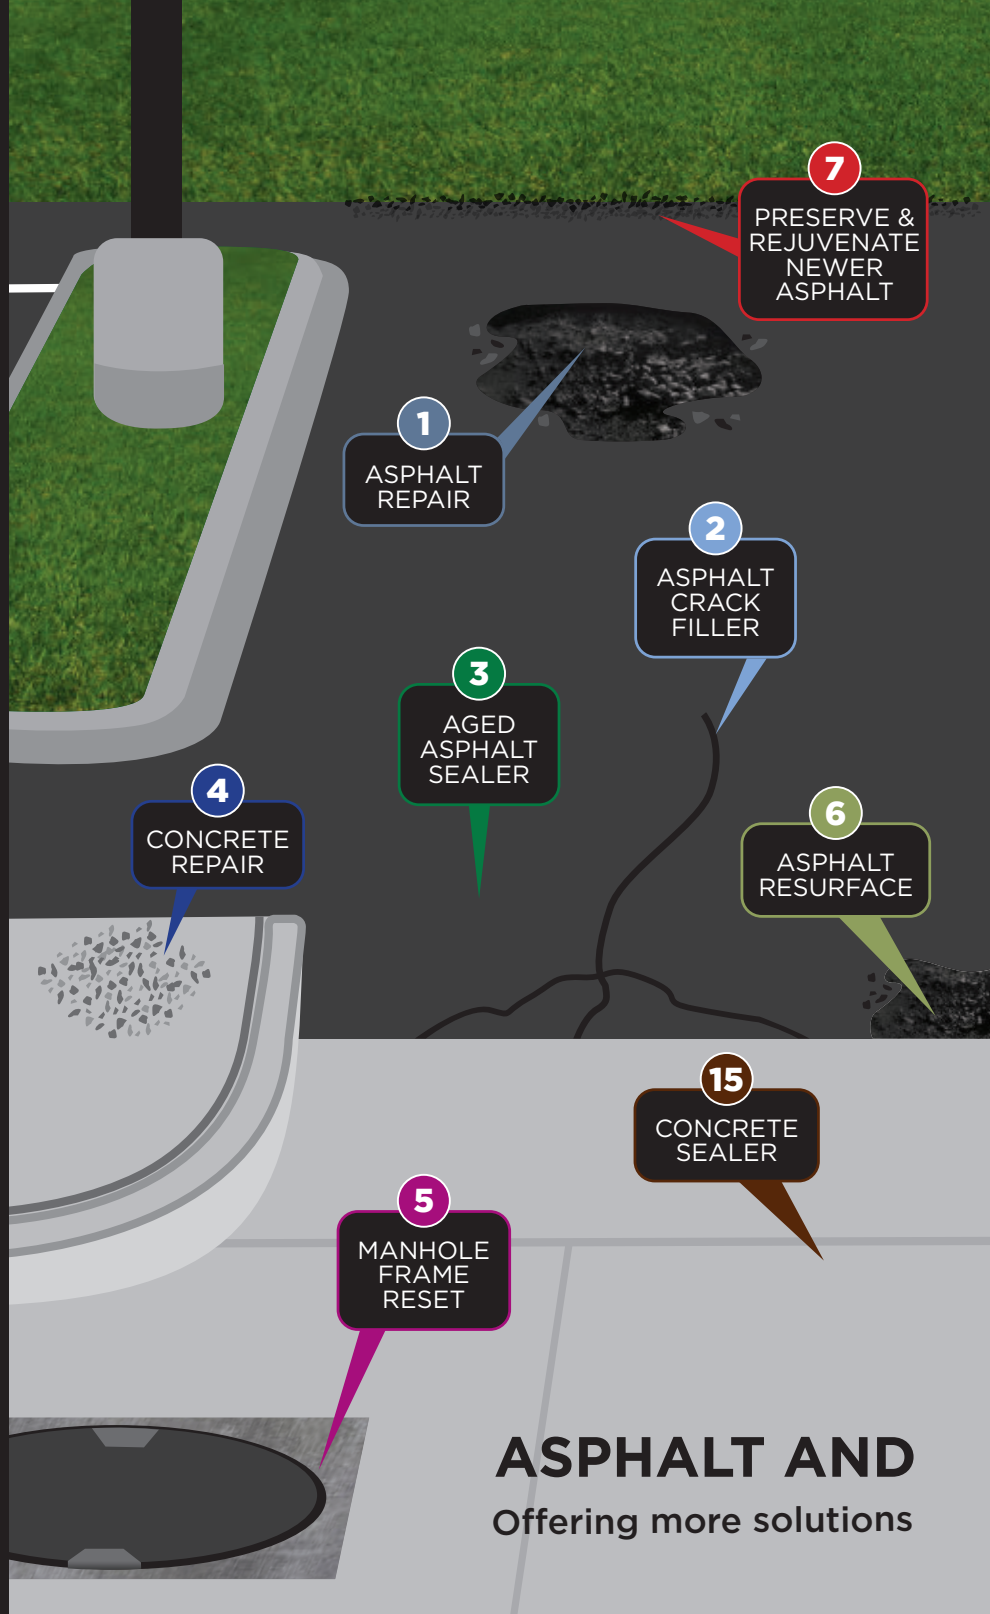 7
PRESERVE &
REJUVENATE
NEWER
ASPHALT
1
ASPHALT
REPAIR
2
ASPHALT
CRACK
FILLER
3
AGED
ASPHALT
SEALER
4
CONCRETE
REPAIR
6
ASPHALT
RESURFACE
15
CONCRETE
SEALER
5
MANHOLE
FRAME
RESET
ASPHALT AND
Offering more solutions